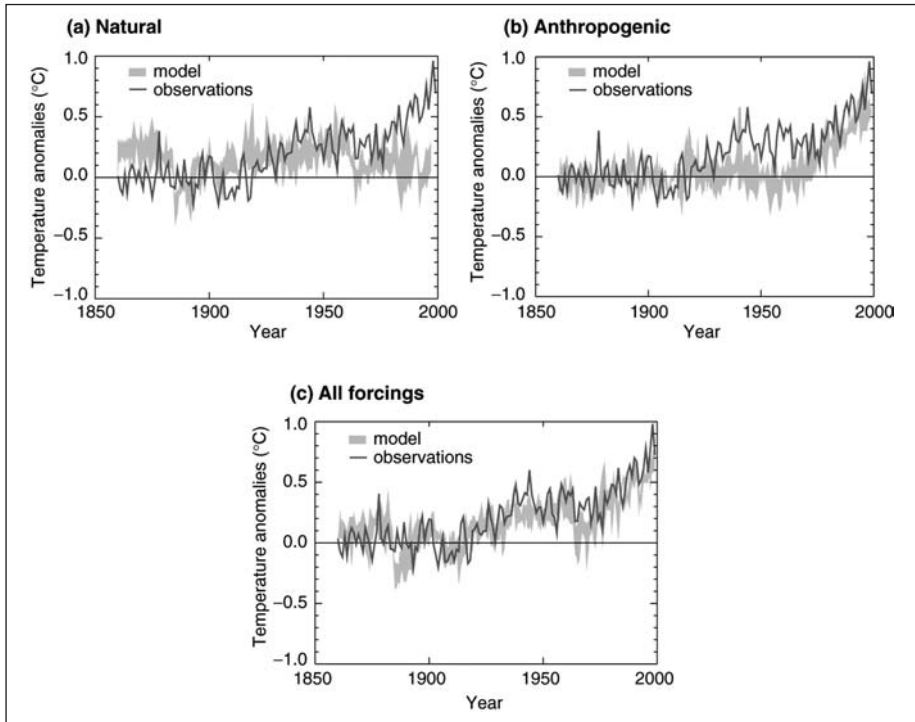 (a) Natural
Temperature anomalies (°C)
1.0
0.5
0.0
−0.5
−1.0
model
observations
1850
1900
1950
2000
Year
(b) Anthropogenic
Temperature anomalies (°C)
1.0
0.5
0.0
−0.5
−1.0
model
observations
1850
1900
1950
2000
Year
(c) All forcings
Temperature anomalies (°C)
1.0
0.5
0.0
−0.5
−1.0
model
observations
1850
1900
1950
2000
Year